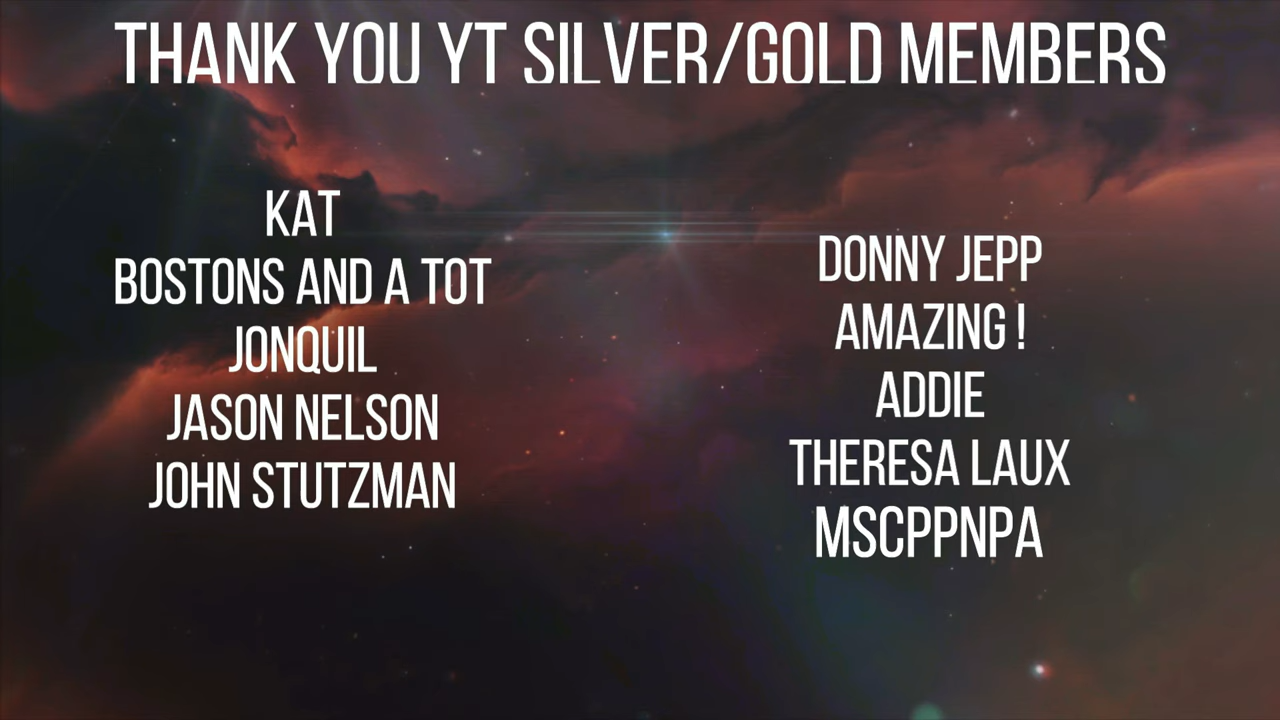 THANK YOU YT SILVER/GOLD MEMBERS
KAT
BOSTONS AND A TOT
JONQUIL
JASON NELSON
JOHN STUTZMAN
DONNY JEPP
AMAZING !
ADDIE
THERESA LAUX
MSCPPNPA